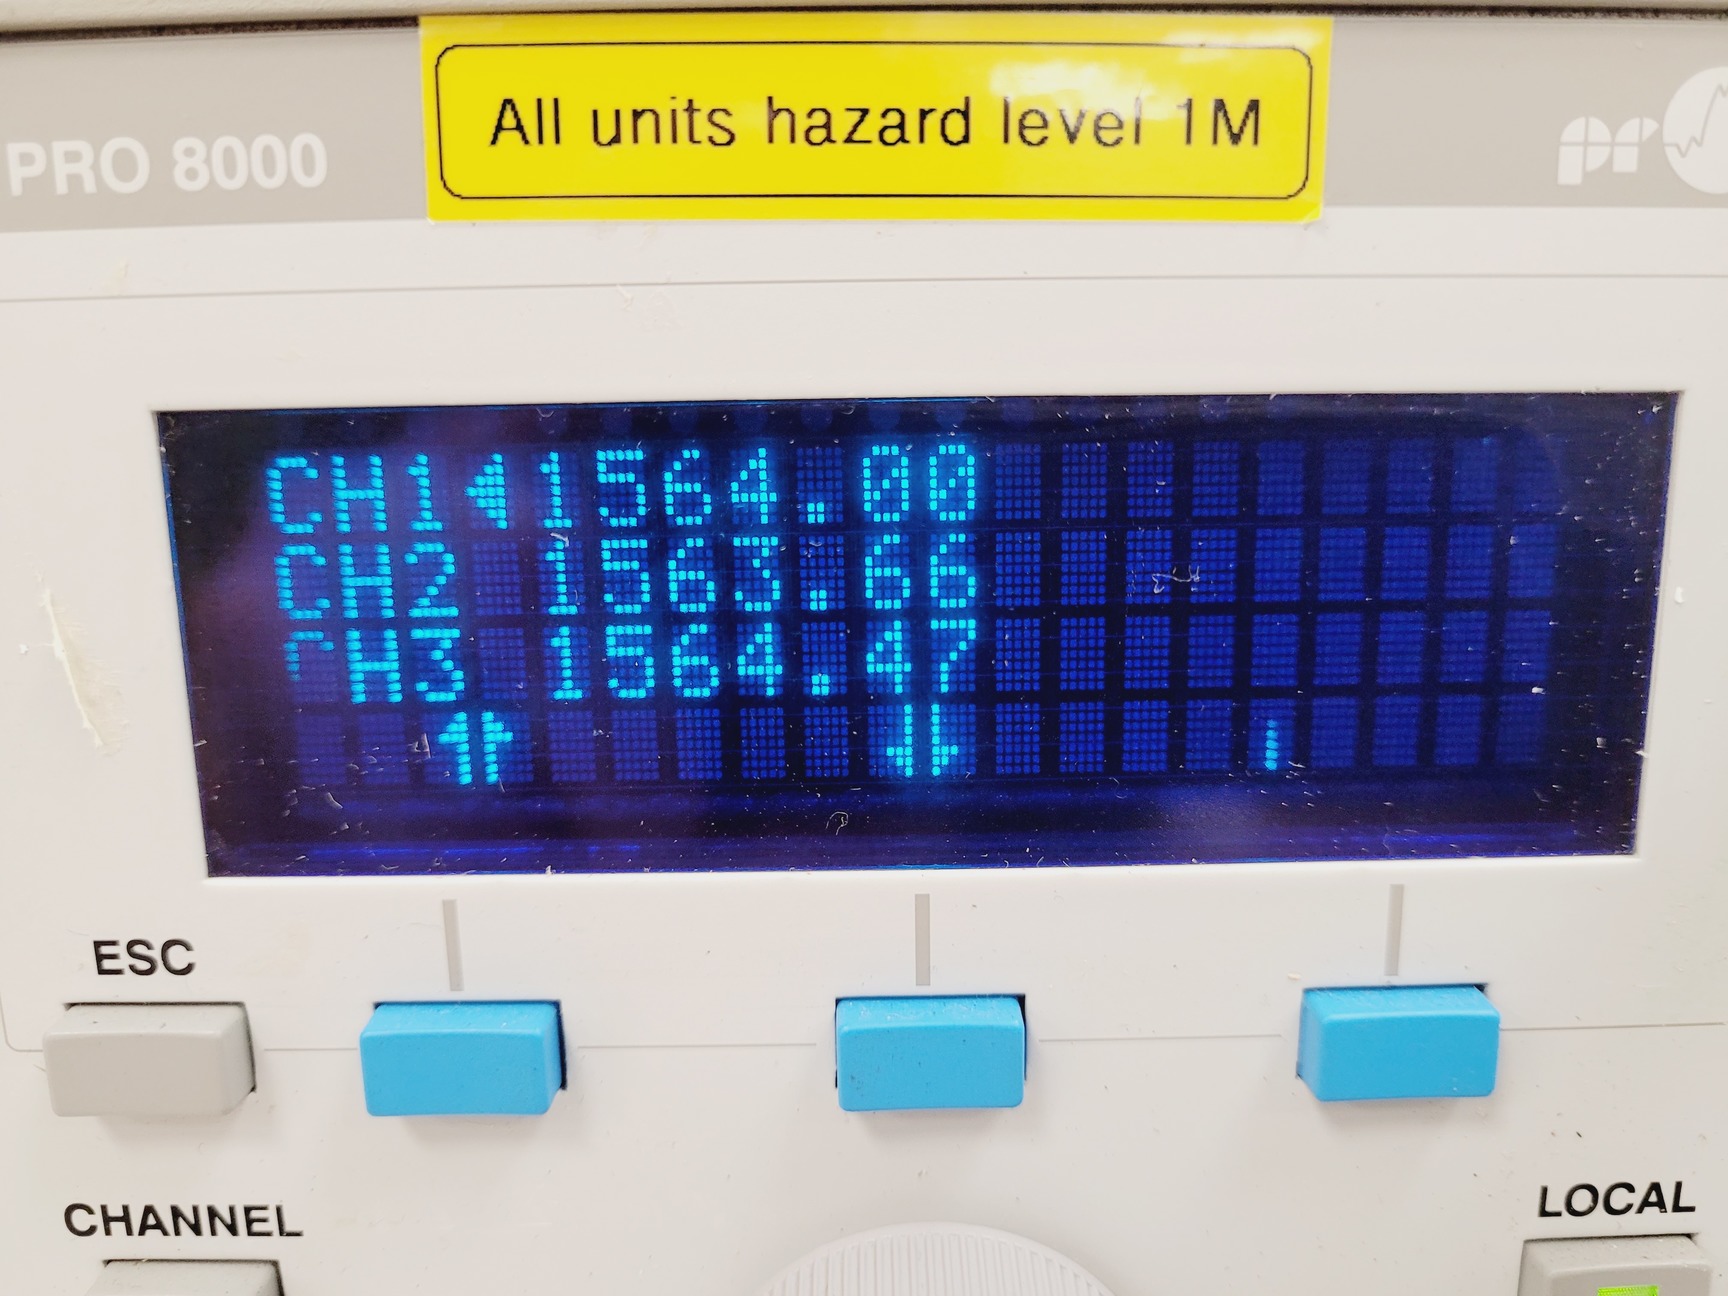 All units hazard level 1M
PRO 8000
pr
CH1◀1564.00
CH2 1563.66
CH3 1564.47
ESC
CHANNEL
LOCAL